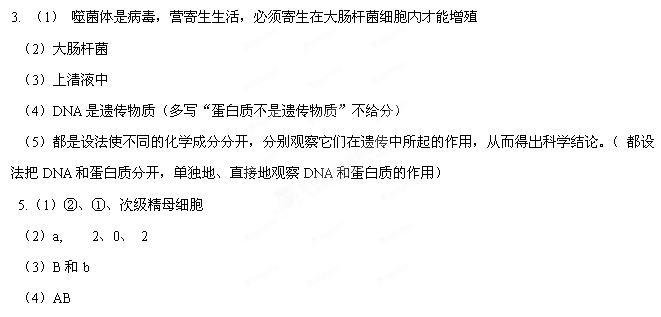 3. （1） 噬菌体是病毒，营寄生生活，必须寄生在大肠杆菌细胞内才能增殖
（2）大肠杆菌
（3）上清液中
（4）DNA 是遗传物质（多写“蛋白质不是遗传物质”不给分）
（5）都是设法使不同的化学成分分开，分别观察它们在遗传中所起的作用，从而得出科学结论。（ 都设
法把 DNA 和蛋白质分开，单独地、直接地观察 DNA 和蛋白质的作用）
5.（1）②、①、次级精母细胞
（2）a, 2、0、 2
（3）B 和 b
（4）AB